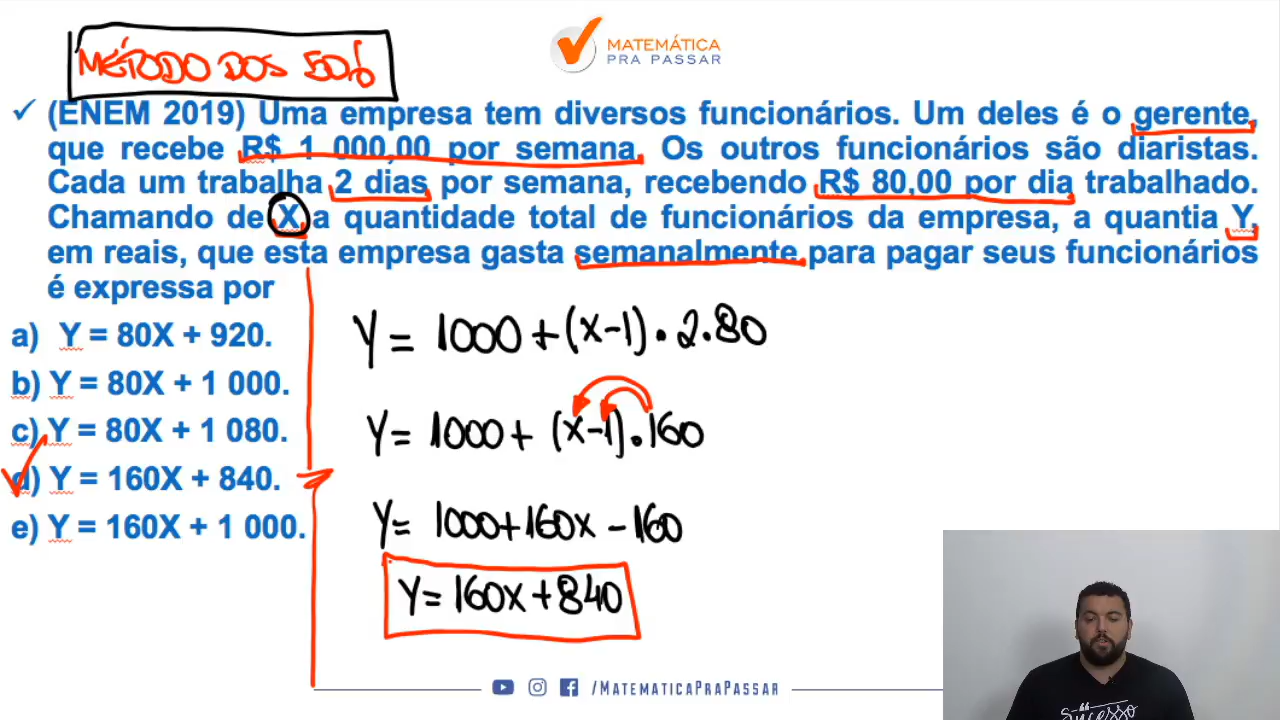 MÉTODO DOS 50%
MATEMÁTICA
PRA PASSAR
✓ (ENEM 2019) Uma empresa tem diversos funcionários. Um deles é o gerente,
que recebe R$ 1 000,00 por semana. Os outros funcionários são diaristas.
Cada um trabalha 2 dias por semana, recebendo R$ 80,00 por dia trabalhado.
Chamando de X a quantidade total de funcionários da empresa, a quantia Y,
em reais, que esta empresa gasta semanalmente para pagar seus funcionários
é expressa por
a) Y = 80X + 920.
b) Y = 80X + 1 000.
c) Y = 80X + 1 080.
d) Y = 160X + 840.
e) Y = 160X + 1 000.
Y = 1000 + (x-1) . 2 . 80
Y = 1000 + (x-1) . 160
Y = 1000 + 160x - 160
Y = 160x + 840
/MatematicaPraPassar
Sucesso